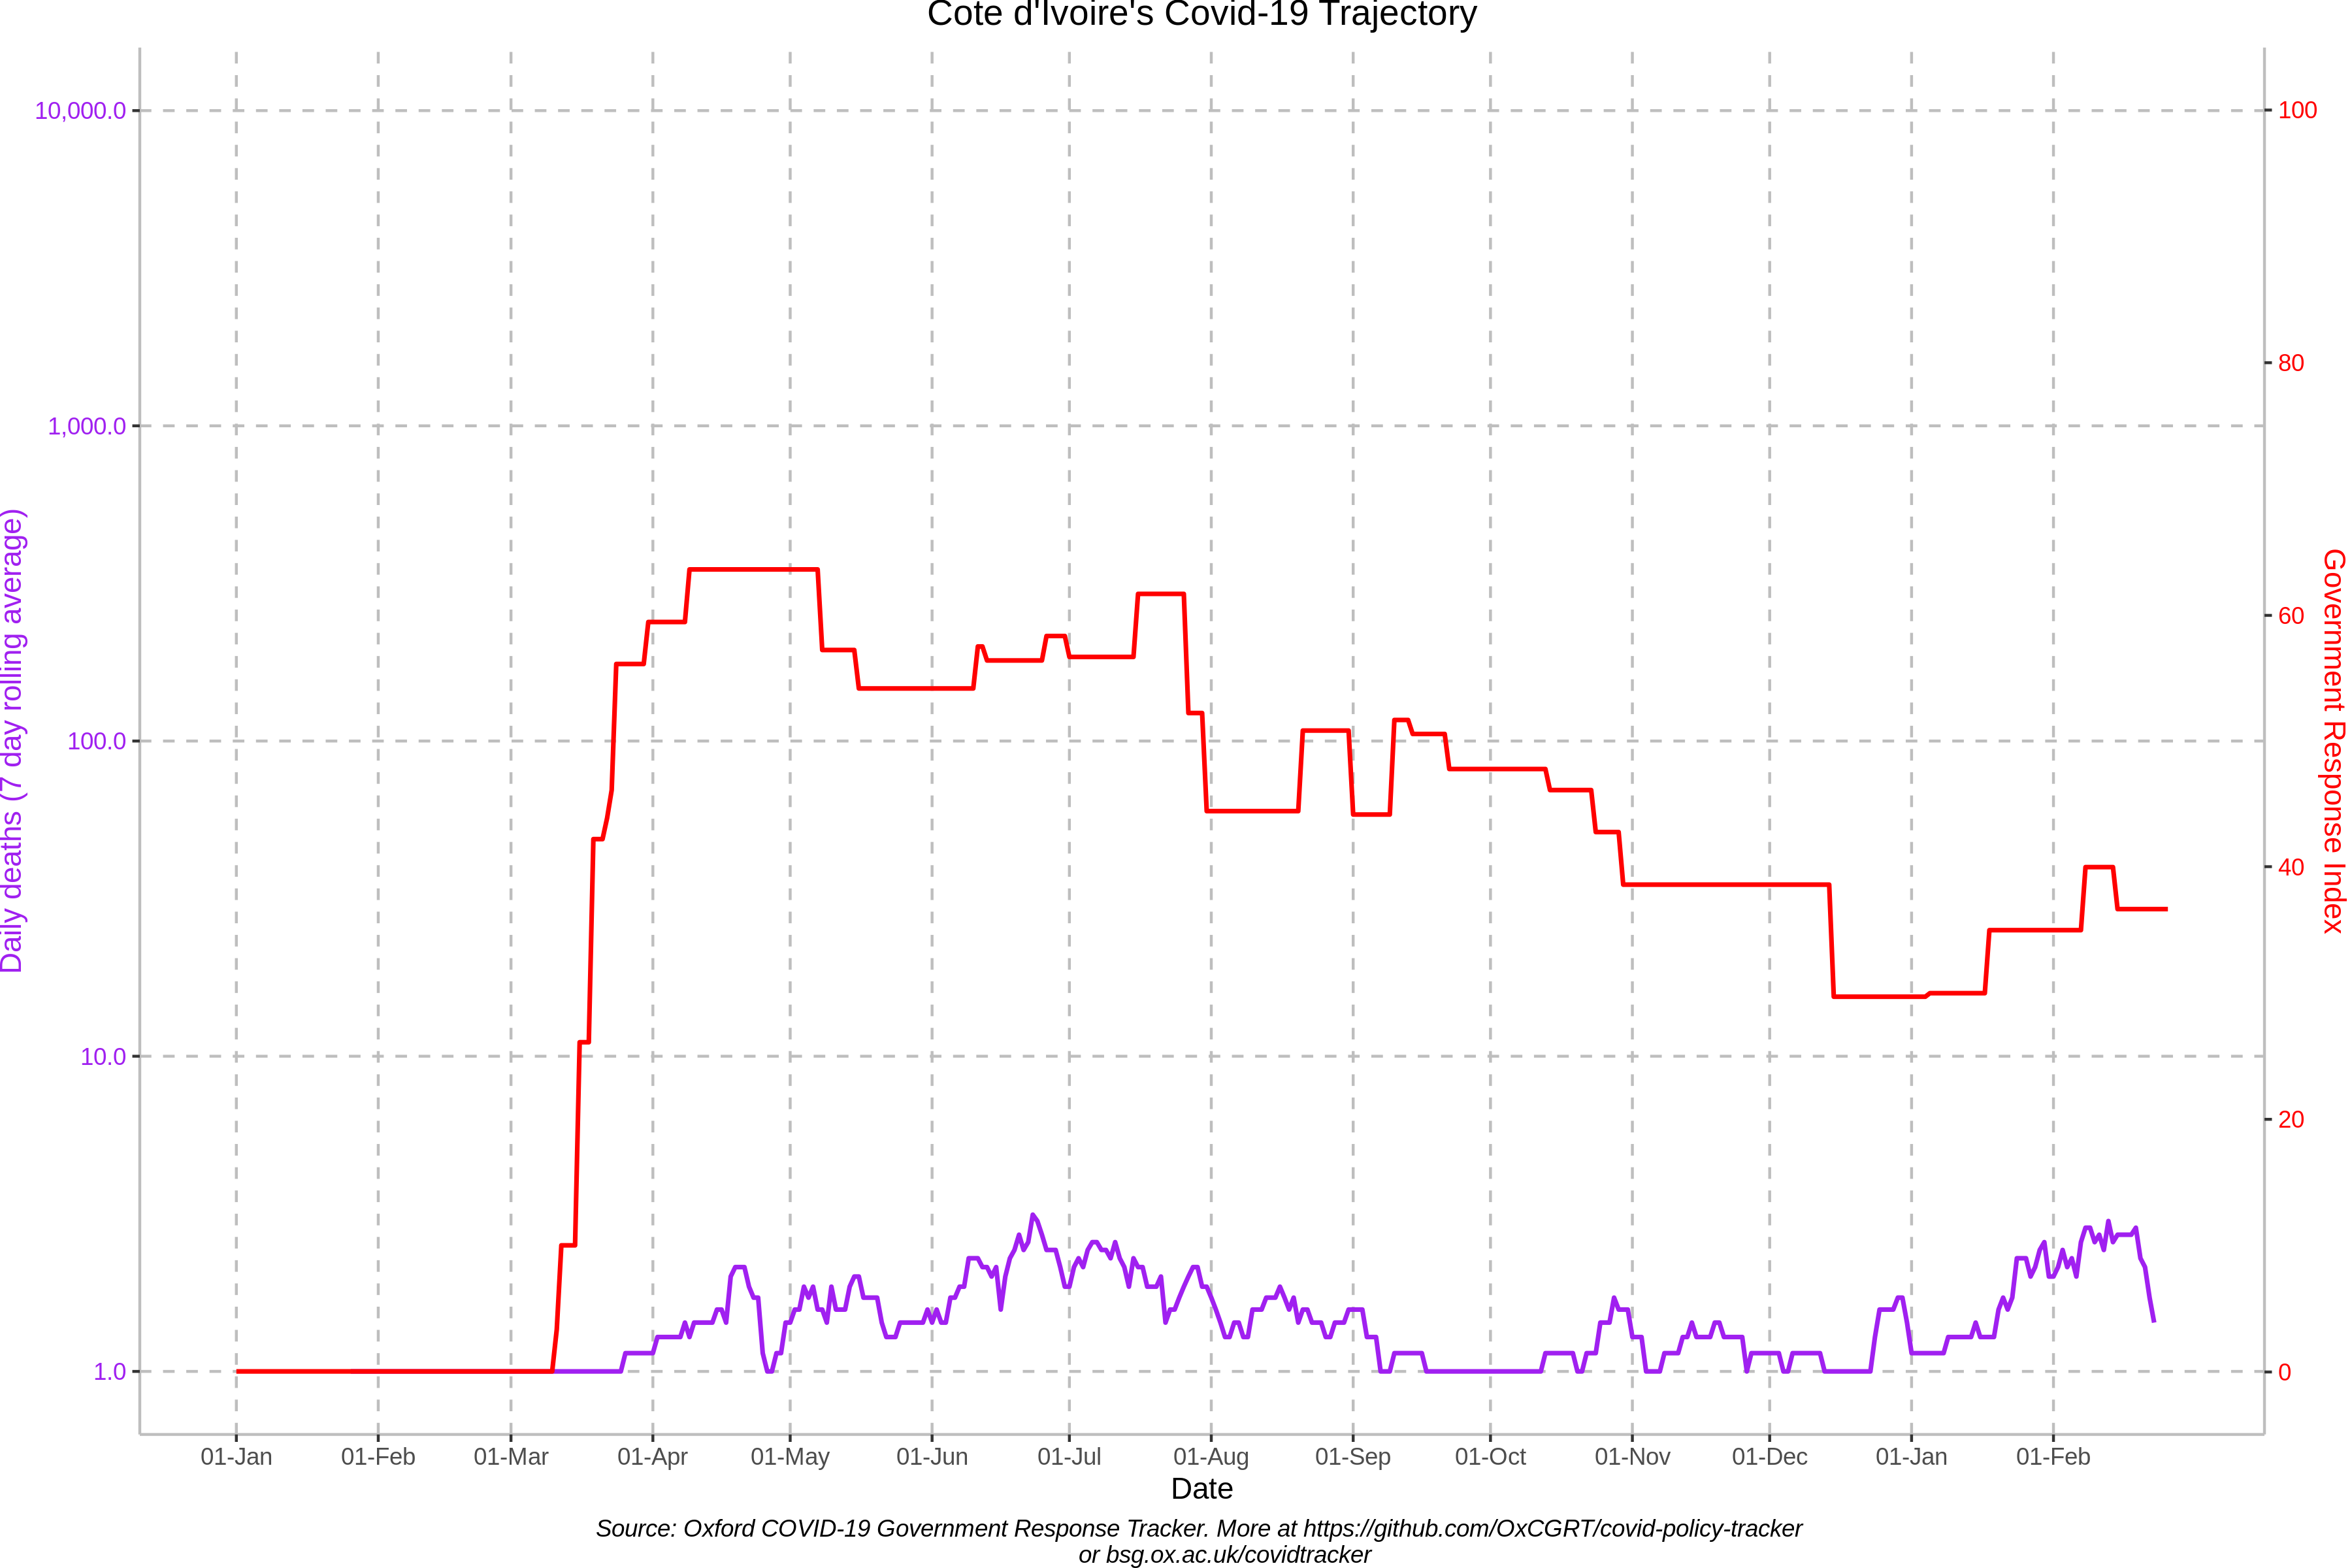 Cote d'Ivoire's Covid-19 Trajectory
10,000.0
1,000.0
100.0
10.0
1.0
Daily deaths (7 day rolling average)
100
80
60
40
20
0
Government Response Index
01-Jan 01-Feb 01-Mar 01-Apr 01-May 01-Jun 01-Jul 01-Aug 01-Sep 01-Oct 01-Nov 01-Dec 01-Jan 01-Feb
Date
Source: Oxford COVID-19 Government Response Tracker. More at https://github.com/OxCGRT/covid-policy-tracker
or bsg.ox.ac.uk/covidtracker